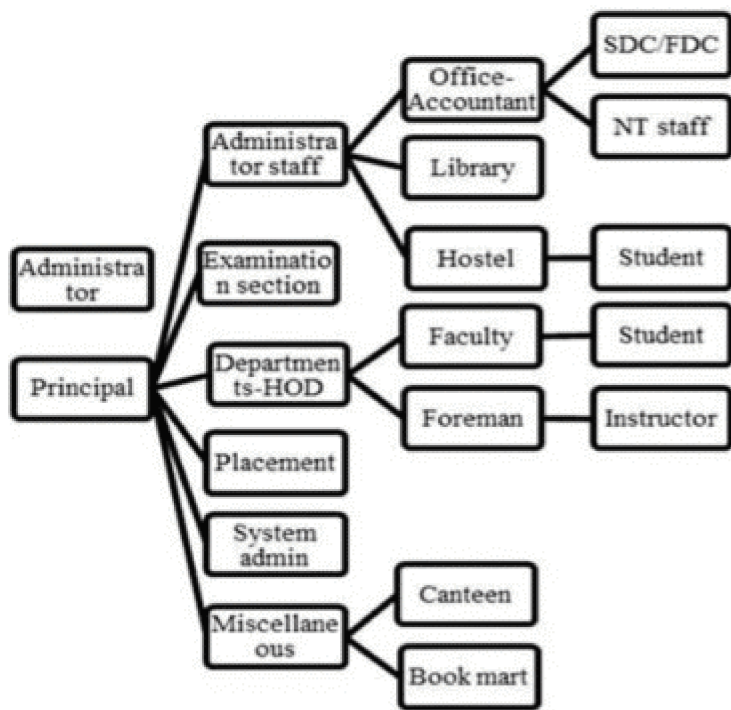 SDC/FDC
Office-
Accountant
NT staff
Administra
tor staff
Library
Hostel
Student
Administra
tor
Examinatio
n section
Faculty
Student
Principal
Departmen
ts-HOD
Foreman
Instructor
Placement
System
admin
Canteen
Miscellane
ous
Book mart